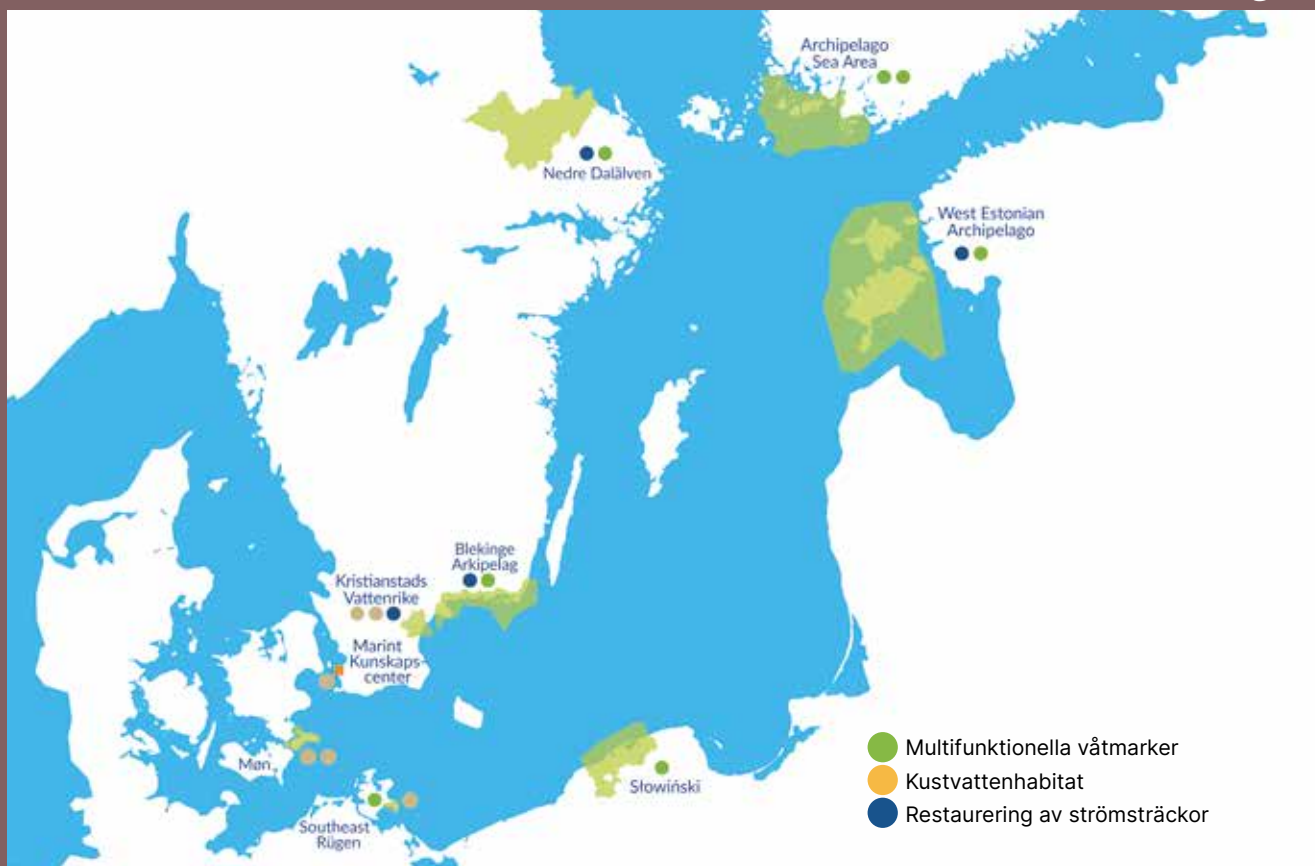 Archipelago
Sea Area
Nedre Dalälven
West Estonian
Archipelago
Blekinge
Arkipelag
Kristianstads
Vattenrike
Marint
Kunskaps-
center
Møn
Słowiński
Southeast
Rügen
Multifunktionella våtmarker
Kustvattenhabitat
Restaurering av strömsträckor